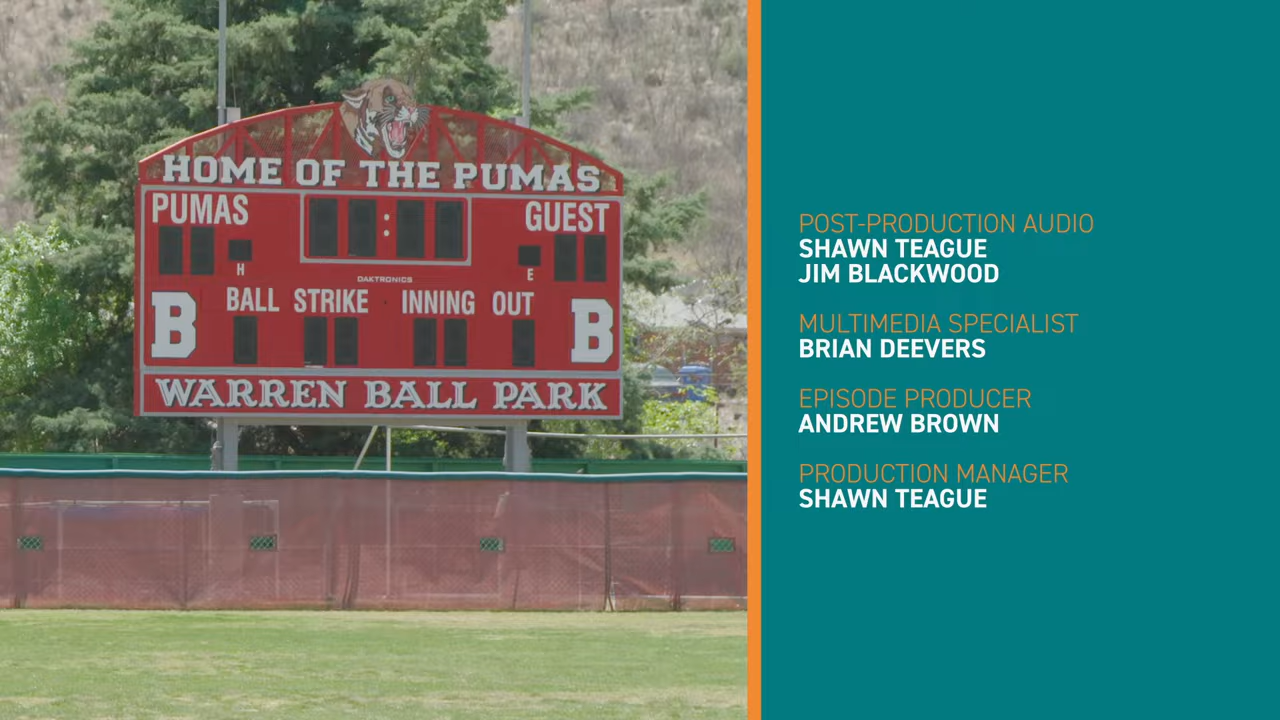 HOME OF THE PUMAS
PUMAS
GUEST
H
DAKTRONICS
E
BALL STRIKE INNING OUT
B
B
WARREN BALL PARK
POST-PRODUCTION AUDIO
SHAWN TEAGUE
JIM BLACKWOOD
MULTIMEDIA SPECIALIST
BRIAN DEEVERS
EPISODE PRODUCER
ANDREW BROWN
PRODUCTION MANAGER
SHAWN TEAGUE